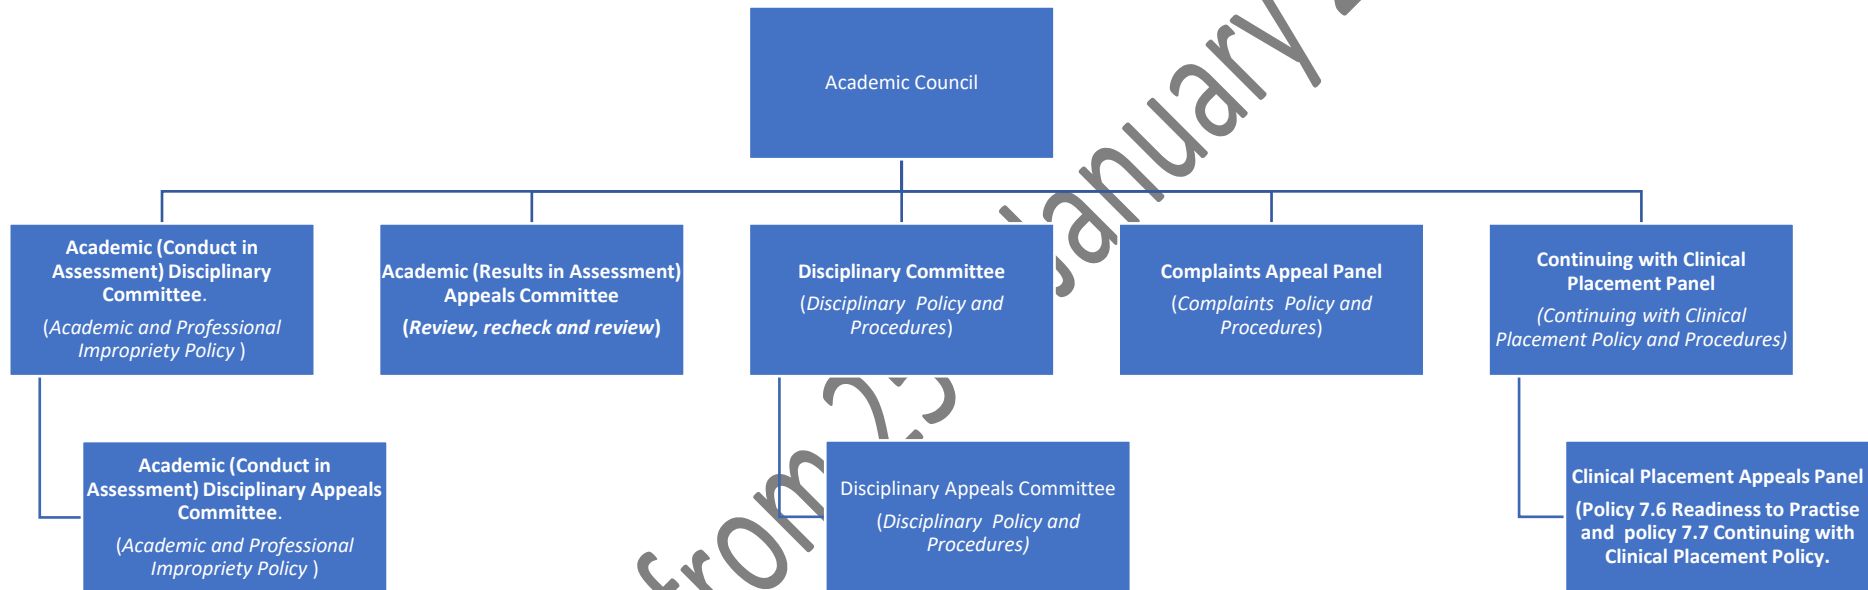 Academic Council
Academic (Conduct in
Assessment) Disciplinary
Committee.
(Academic and Professional
Impropriety Policy )
Academic (Results in Assessment)
Appeals Committee
(Review, recheck and review)
Disciplinary Committee
(Disciplinary Policy and
Procedures)
Complaints Appeal Panel
(Complaints Policy and
Procedures)
Continuing with Clinical
Placement Panel
(Continuing with Clinical
Placement Policy and Procedures)
Academic (Conduct in
Assessment) Disciplinary Appeals
Committee.
(Academic and Professional
Impropriety Policy )
Disciplinary Appeals Committee
(Disciplinary Policy and
Procedures)
Clinical Placement Appeals Panel
(Policy 7.6 Readiness to Practise
and policy 7.7 Continuing with
Clinical Placement Policy.
from January